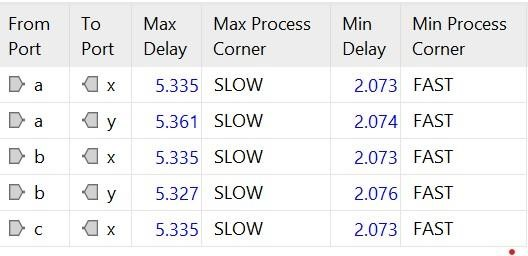 From Port To Port Max Delay Max Process Corner Min Delay Min Process Corner
a x 5.335 SLOW 2.073 FAST
a y 5.361 SLOW 2.074 FAST
b x 5.335 SLOW 2.073 FAST
b y 5.327 SLOW 2.076 FAST
c x 5.335 SLOW 2.073 FAST